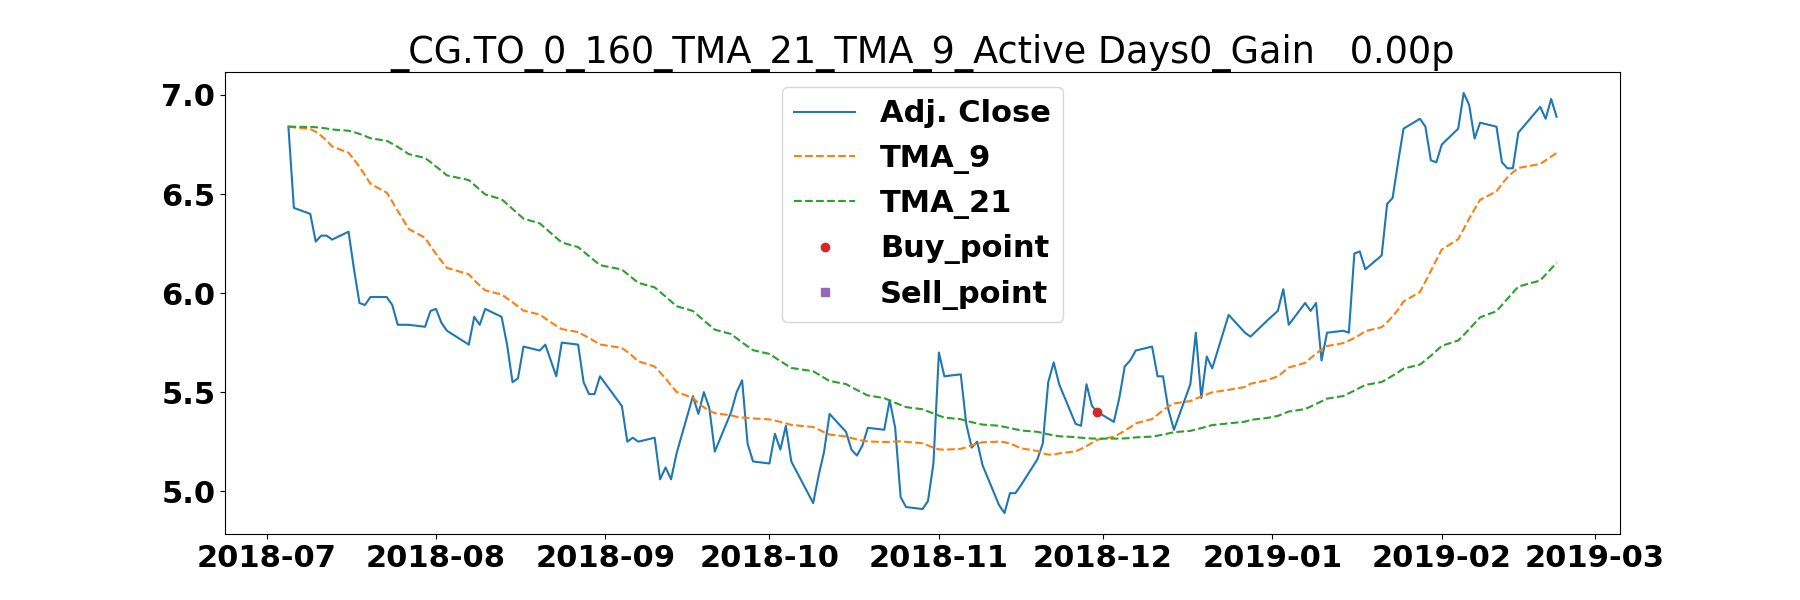 _CG.TO_0_160_TMA_21_TMA_9_Active Days0_Gain   0.00p
7.0
6.5
6.0
5.5
5.0
Adj. Close
TMA_9
TMA_21
Buy_point
Sell_point
2018-07 2018-08 2018-09 2018-10 2018-11 2018-12 2019-01 2019-02 2019-03